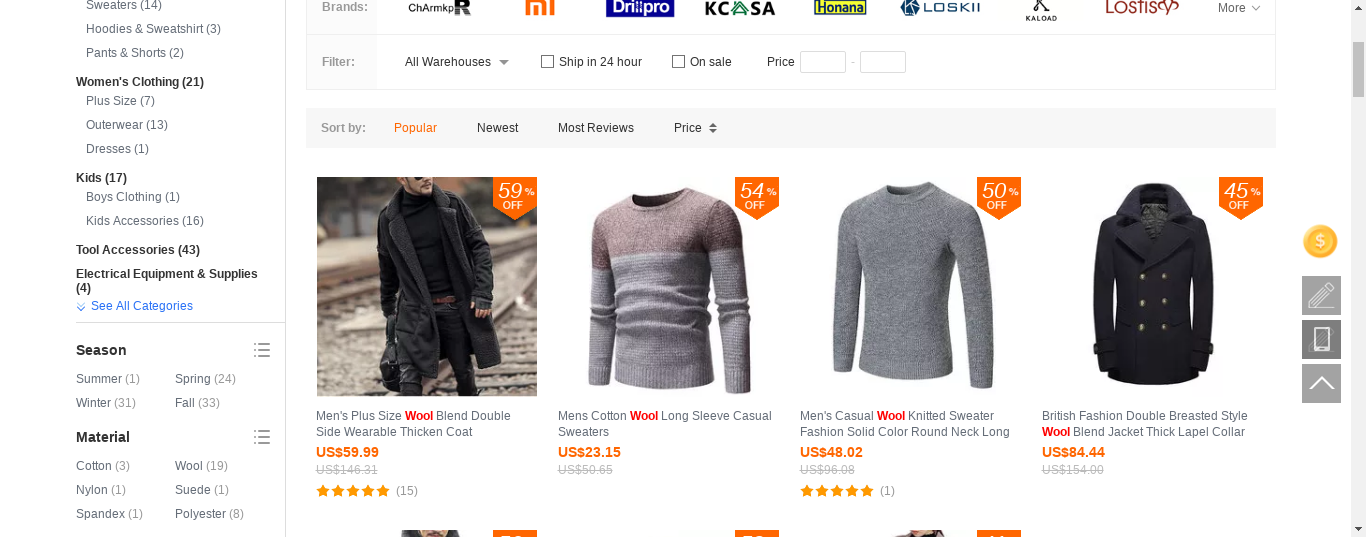 Sweaters (14)
Hoodies & Sweatshirt (3)
Pants & Shorts (2)
Women's Clothing (21)
Plus Size (7)
Outerwear (13)
Dresses (1)
Kids (17)
Boys Clothing (1)
Kids Accessories (16)
Tool Accessories (43)
Electrical Equipment & Supplies
(4)
See All Categories
Season
Summer (1) Spring (24)
Winter (31) Fall (33)
Material
Cotton (3) Wool (19)
Nylon (1) Suede (1)
Spandex (1) Polyester (8)
Brands: ChArmkpR mi Drillpro KCASA Honana LOSKII KALOAD LOSTISY More
Filter: All Warehouses Ship in 24 hour On sale Price -
Sort by: Popular Newest Most Reviews Price
59% OFF
54% OFF
50% OFF
45% OFF
$
Men's Plus Size Wool Blend Double
Side Wearable Thicken Coat
US$59.99
US$146.31
(15)
Mens Cotton Wool Long Sleeve Casual
Sweaters
US$23.15
US$50.65
Men's Casual Wool Knitted Sweater
Fashion Solid Color Round Neck Long
US$48.02
US$96.08
(1)
British Fashion Double Breasted Style
Wool Blend Jacket Thick Lapel Collar
US$84.44
US$154.00